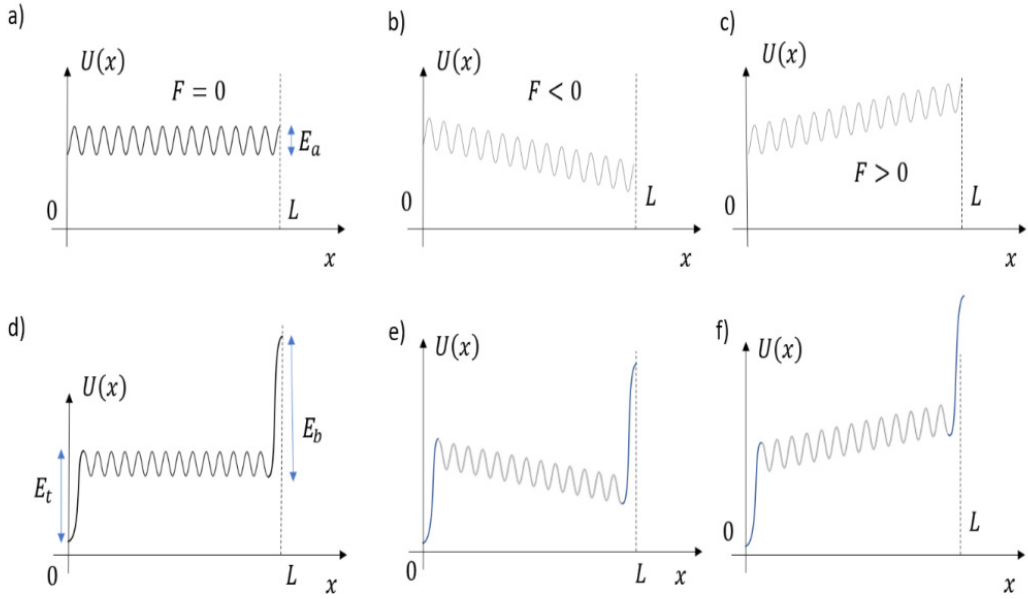 a)
U(x)
F = 0
E_a
0
L
x
b)
U(x)
F < 0
0
L
x
c)
U(x)
F > 0
0
L
x
d)
U(x)
E_t
E_b
0
L
x
e)
U(x)
0
L
x
f)
U(x)
0
L
x